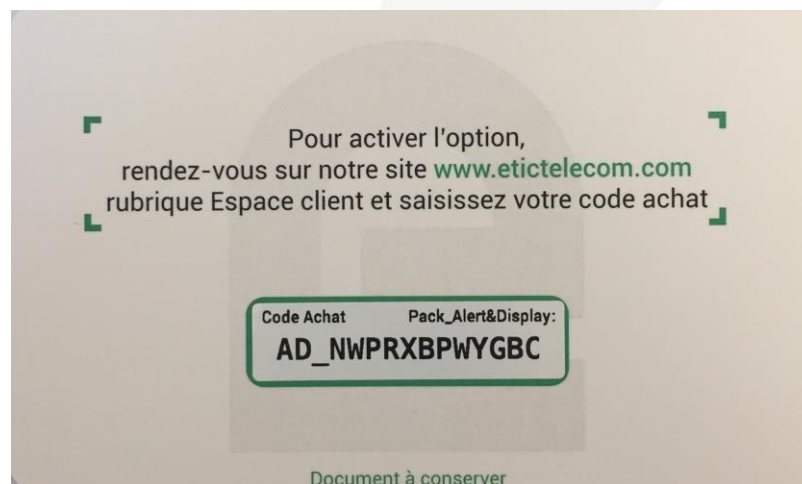 Pour activer l'option,
rendez-vous sur notre site www.etictelecom.com
rubrique Espace client et saisissez votre code achat
Code Achat Pack_Alert&Display:
AD_NWPRXBPWYGBC
Document à conserver